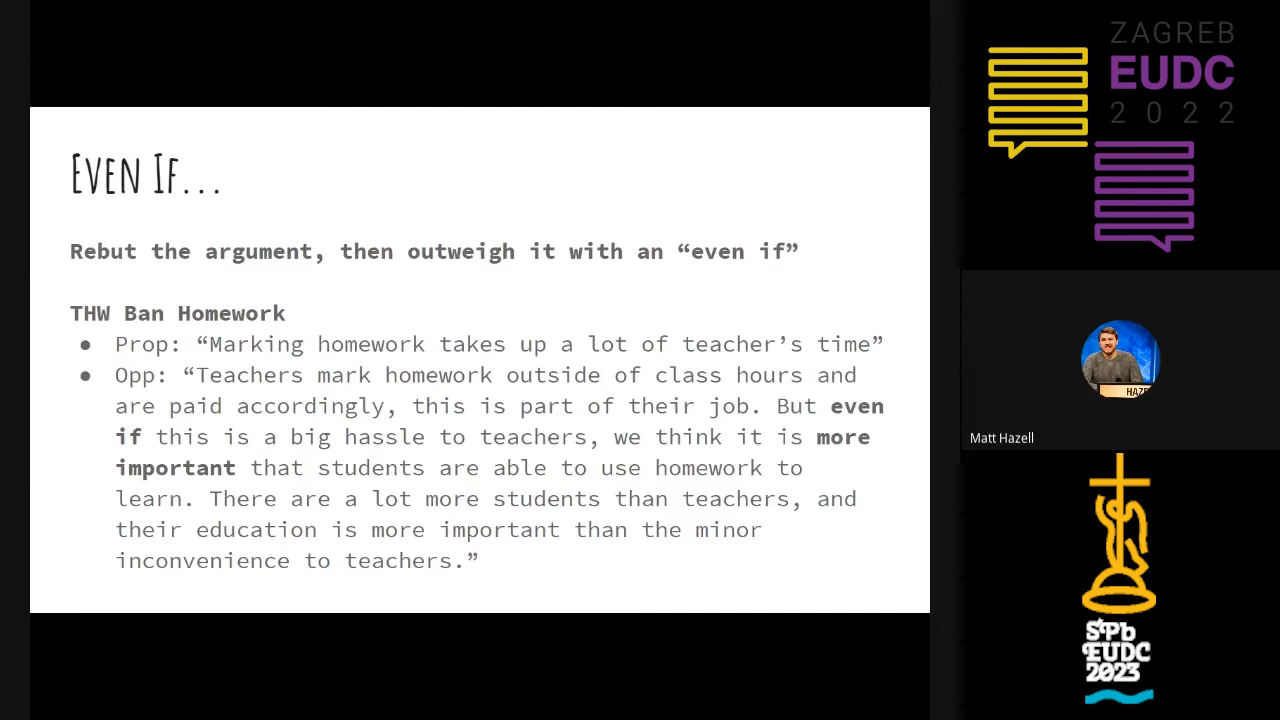 Even If...
Rebut the argument, then outweigh it with an “even if”
THW Ban Homework
● Prop: “Marking homework takes up a lot of teacher’s time”
● Opp: “Teachers mark homework outside of class hours and
are paid accordingly, this is part of their job. But even
if this is a big hassle to teachers, we think it is more
important that students are able to use homework to
learn. There are a lot more students than teachers, and
their education is more important than the minor
inconvenience to teachers.”
ZAGREB
EUDC
2022
HAZE
Matt Hazell
SPb
EUDC
2023